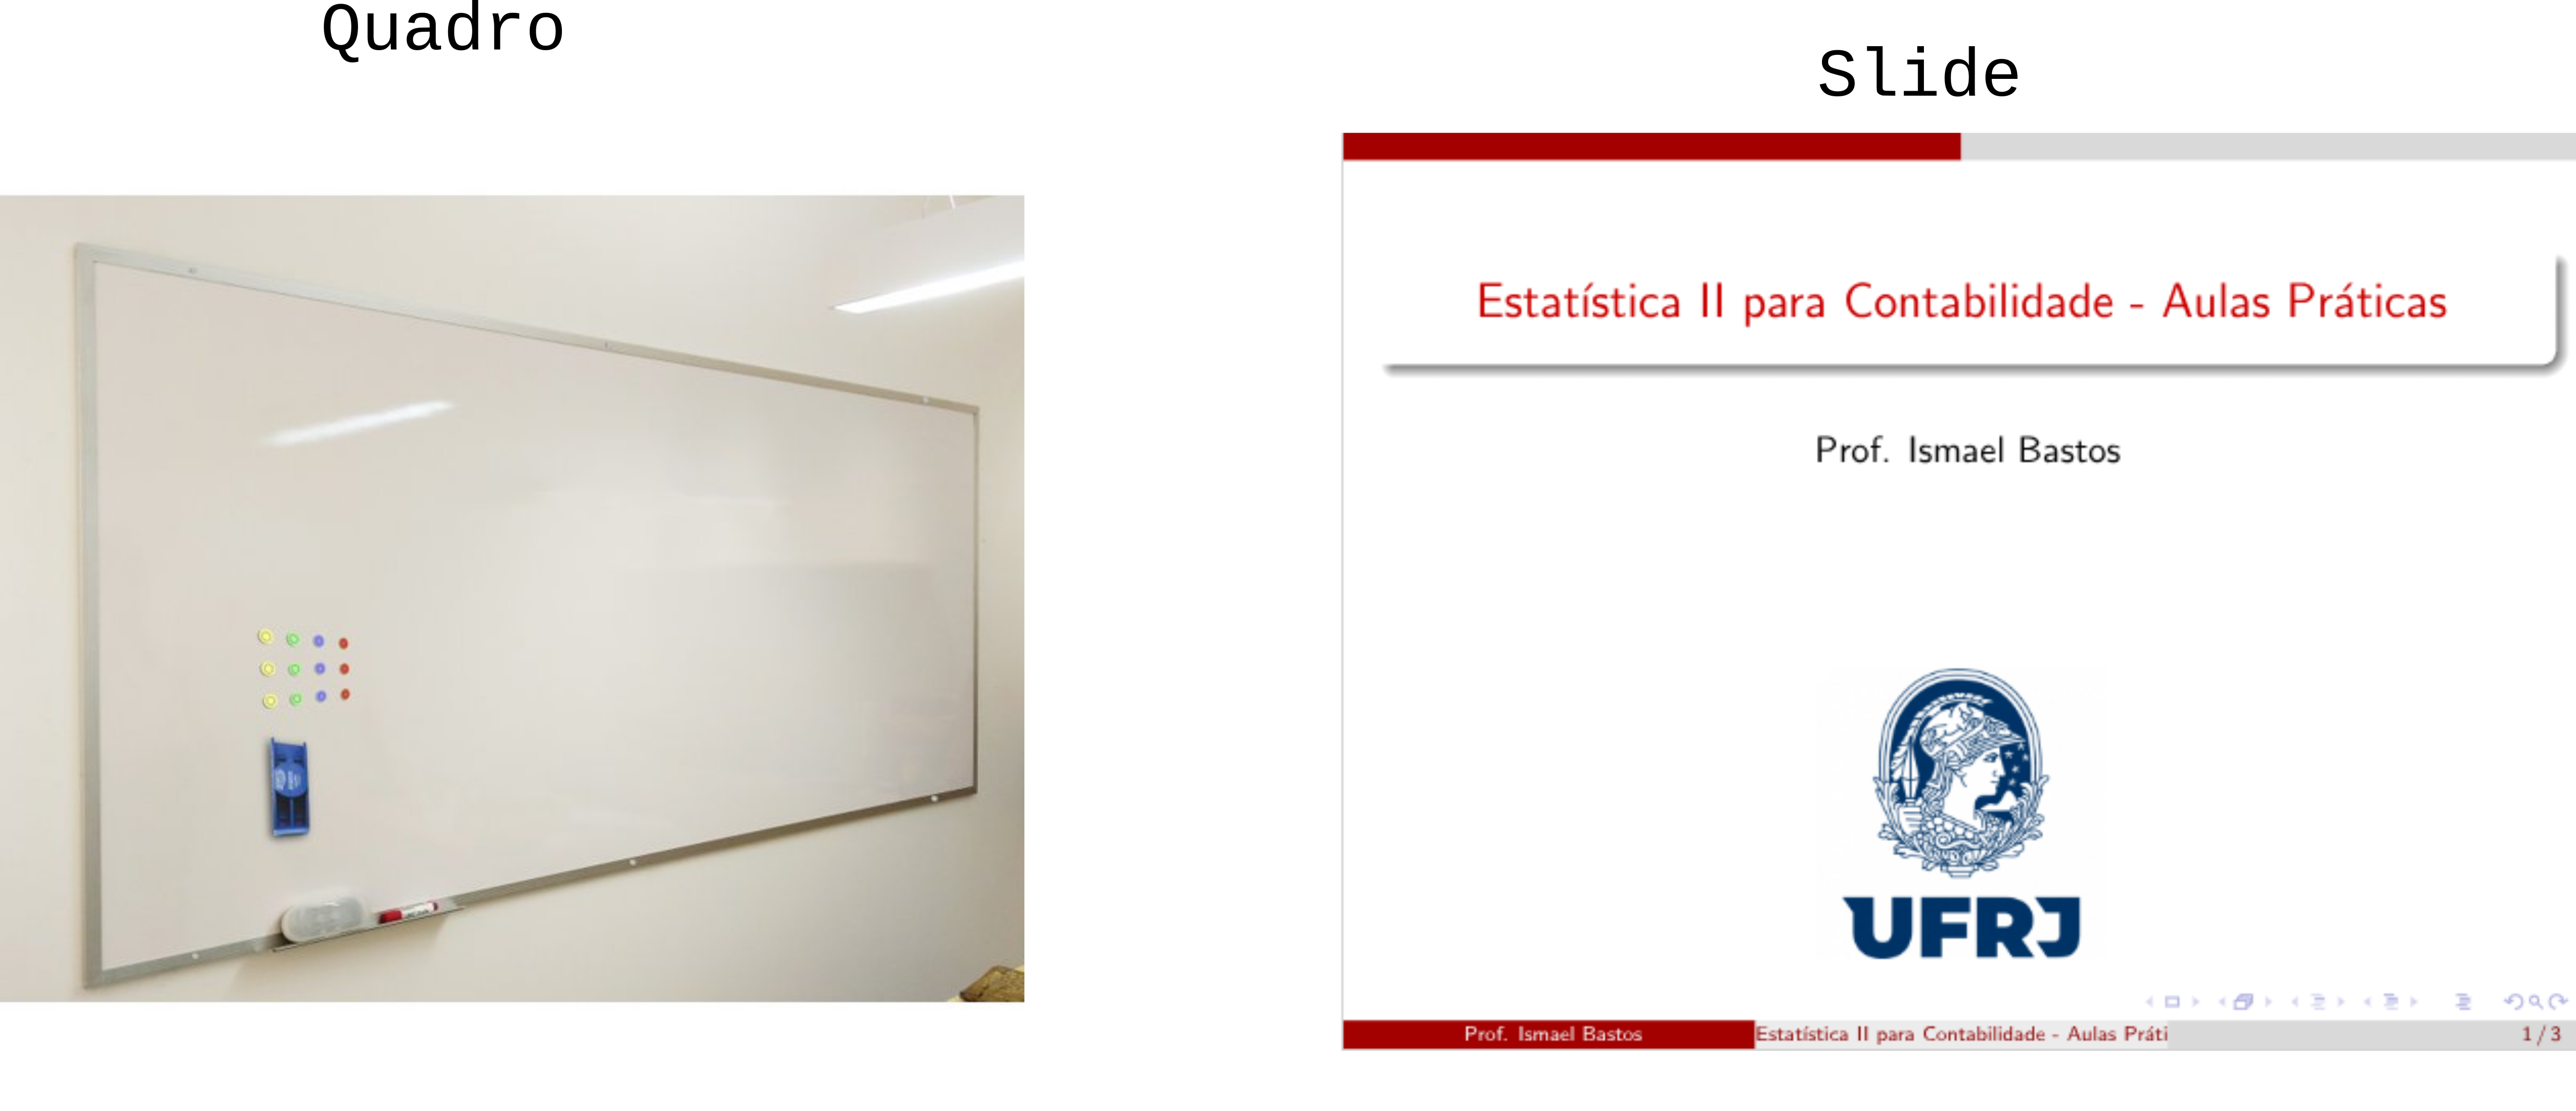 Quadro
Slide
Estatística II para Contabilidade - Aulas Práticas
Prof. Ismael Bastos
UFRJ
Prof. Ismael Bastos
Estatística II para Contabilidade - Aulas Práti
1 / 3